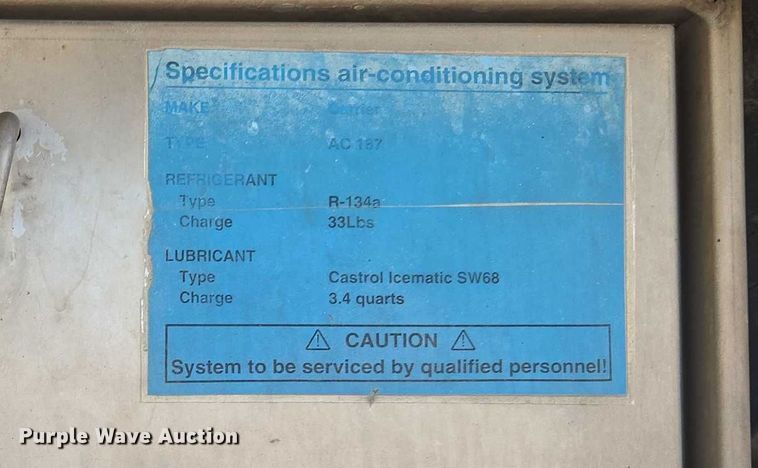 Specifications air-conditioning system
MAKE Carrier
TYPE AC 187
REFRIGERANT
Type R-134a
Charge 33Lbs
LUBRICANT
Type Castrol Icematic SW68
Charge 3.4 quarts
⚠ CAUTION ⚠
System to be serviced by qualified personnel!
Purple Wave Auction